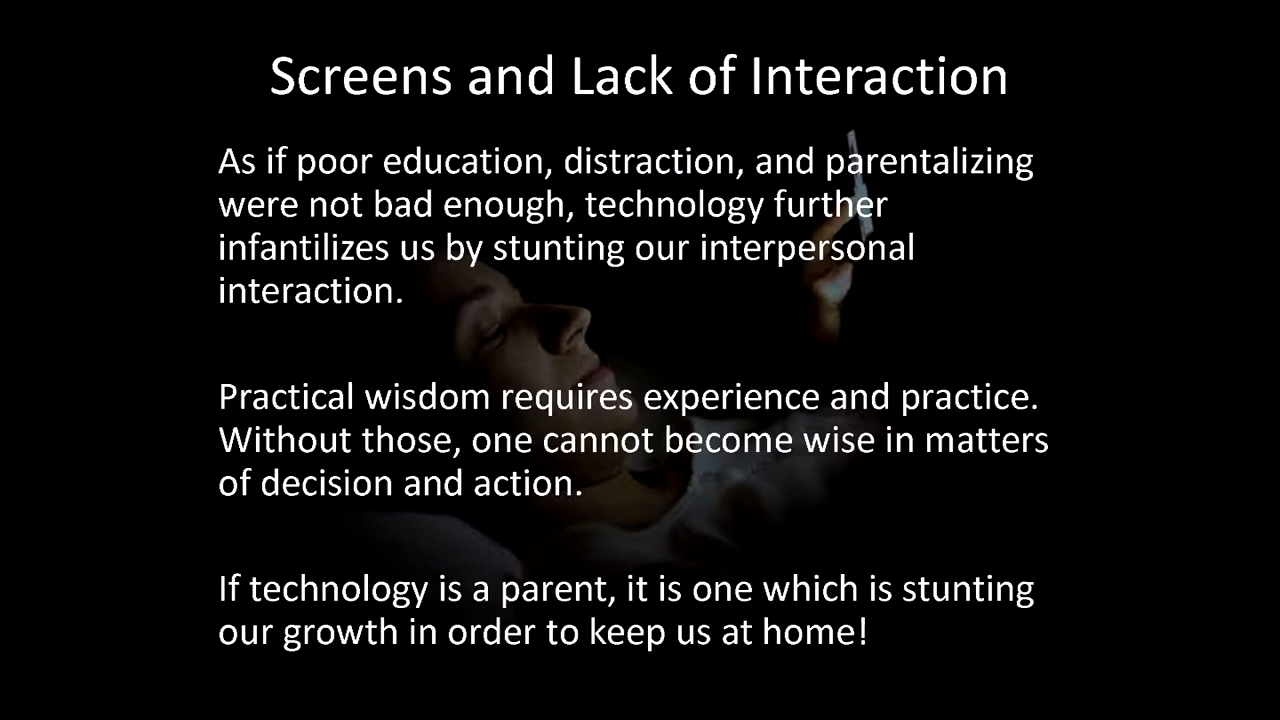 Screens and Lack of Interaction
As if poor education, distraction, and parentalizing
were not bad enough, technology further
infantilizes us by stunting our interpersonal
interaction.
Practical wisdom requires experience and practice.
Without those, one cannot become wise in matters
of decision and action.
If technology is a parent, it is one which is stunting
our growth in order to keep us at home!